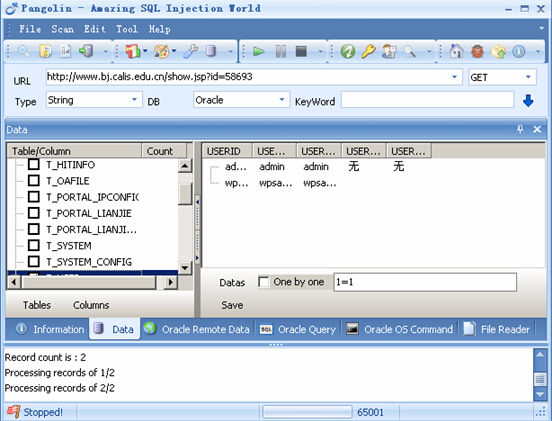 Pangolin - Amazing SQL Injection World
File Scan Edit Tool Help
URL http://www.bj.calis.edu.cn/show.jsp?id=58693 GET
Type String DB Oracle KeyWord
Data
Table/Column Count
T_HITINFO
T_OAFILE
T_PORTAL_IPCONFIG
T_PORTAL_LIANJIE
T_PORTAL_LIANJI...
T_SYSTEM
T_SYSTEM_CONFIG
Tables Columns
USERID USE... USER... USER... USER...
ad... admin admin 无 无
wp... wpsa... wpsa...
Datas One by one 1=1
Save
Information Data Oracle Remote Data Oracle Query Oracle OS Command File Reader
Record count is : 2
Processing records of 1/2
Processing records of 2/2
Stopped! 65001